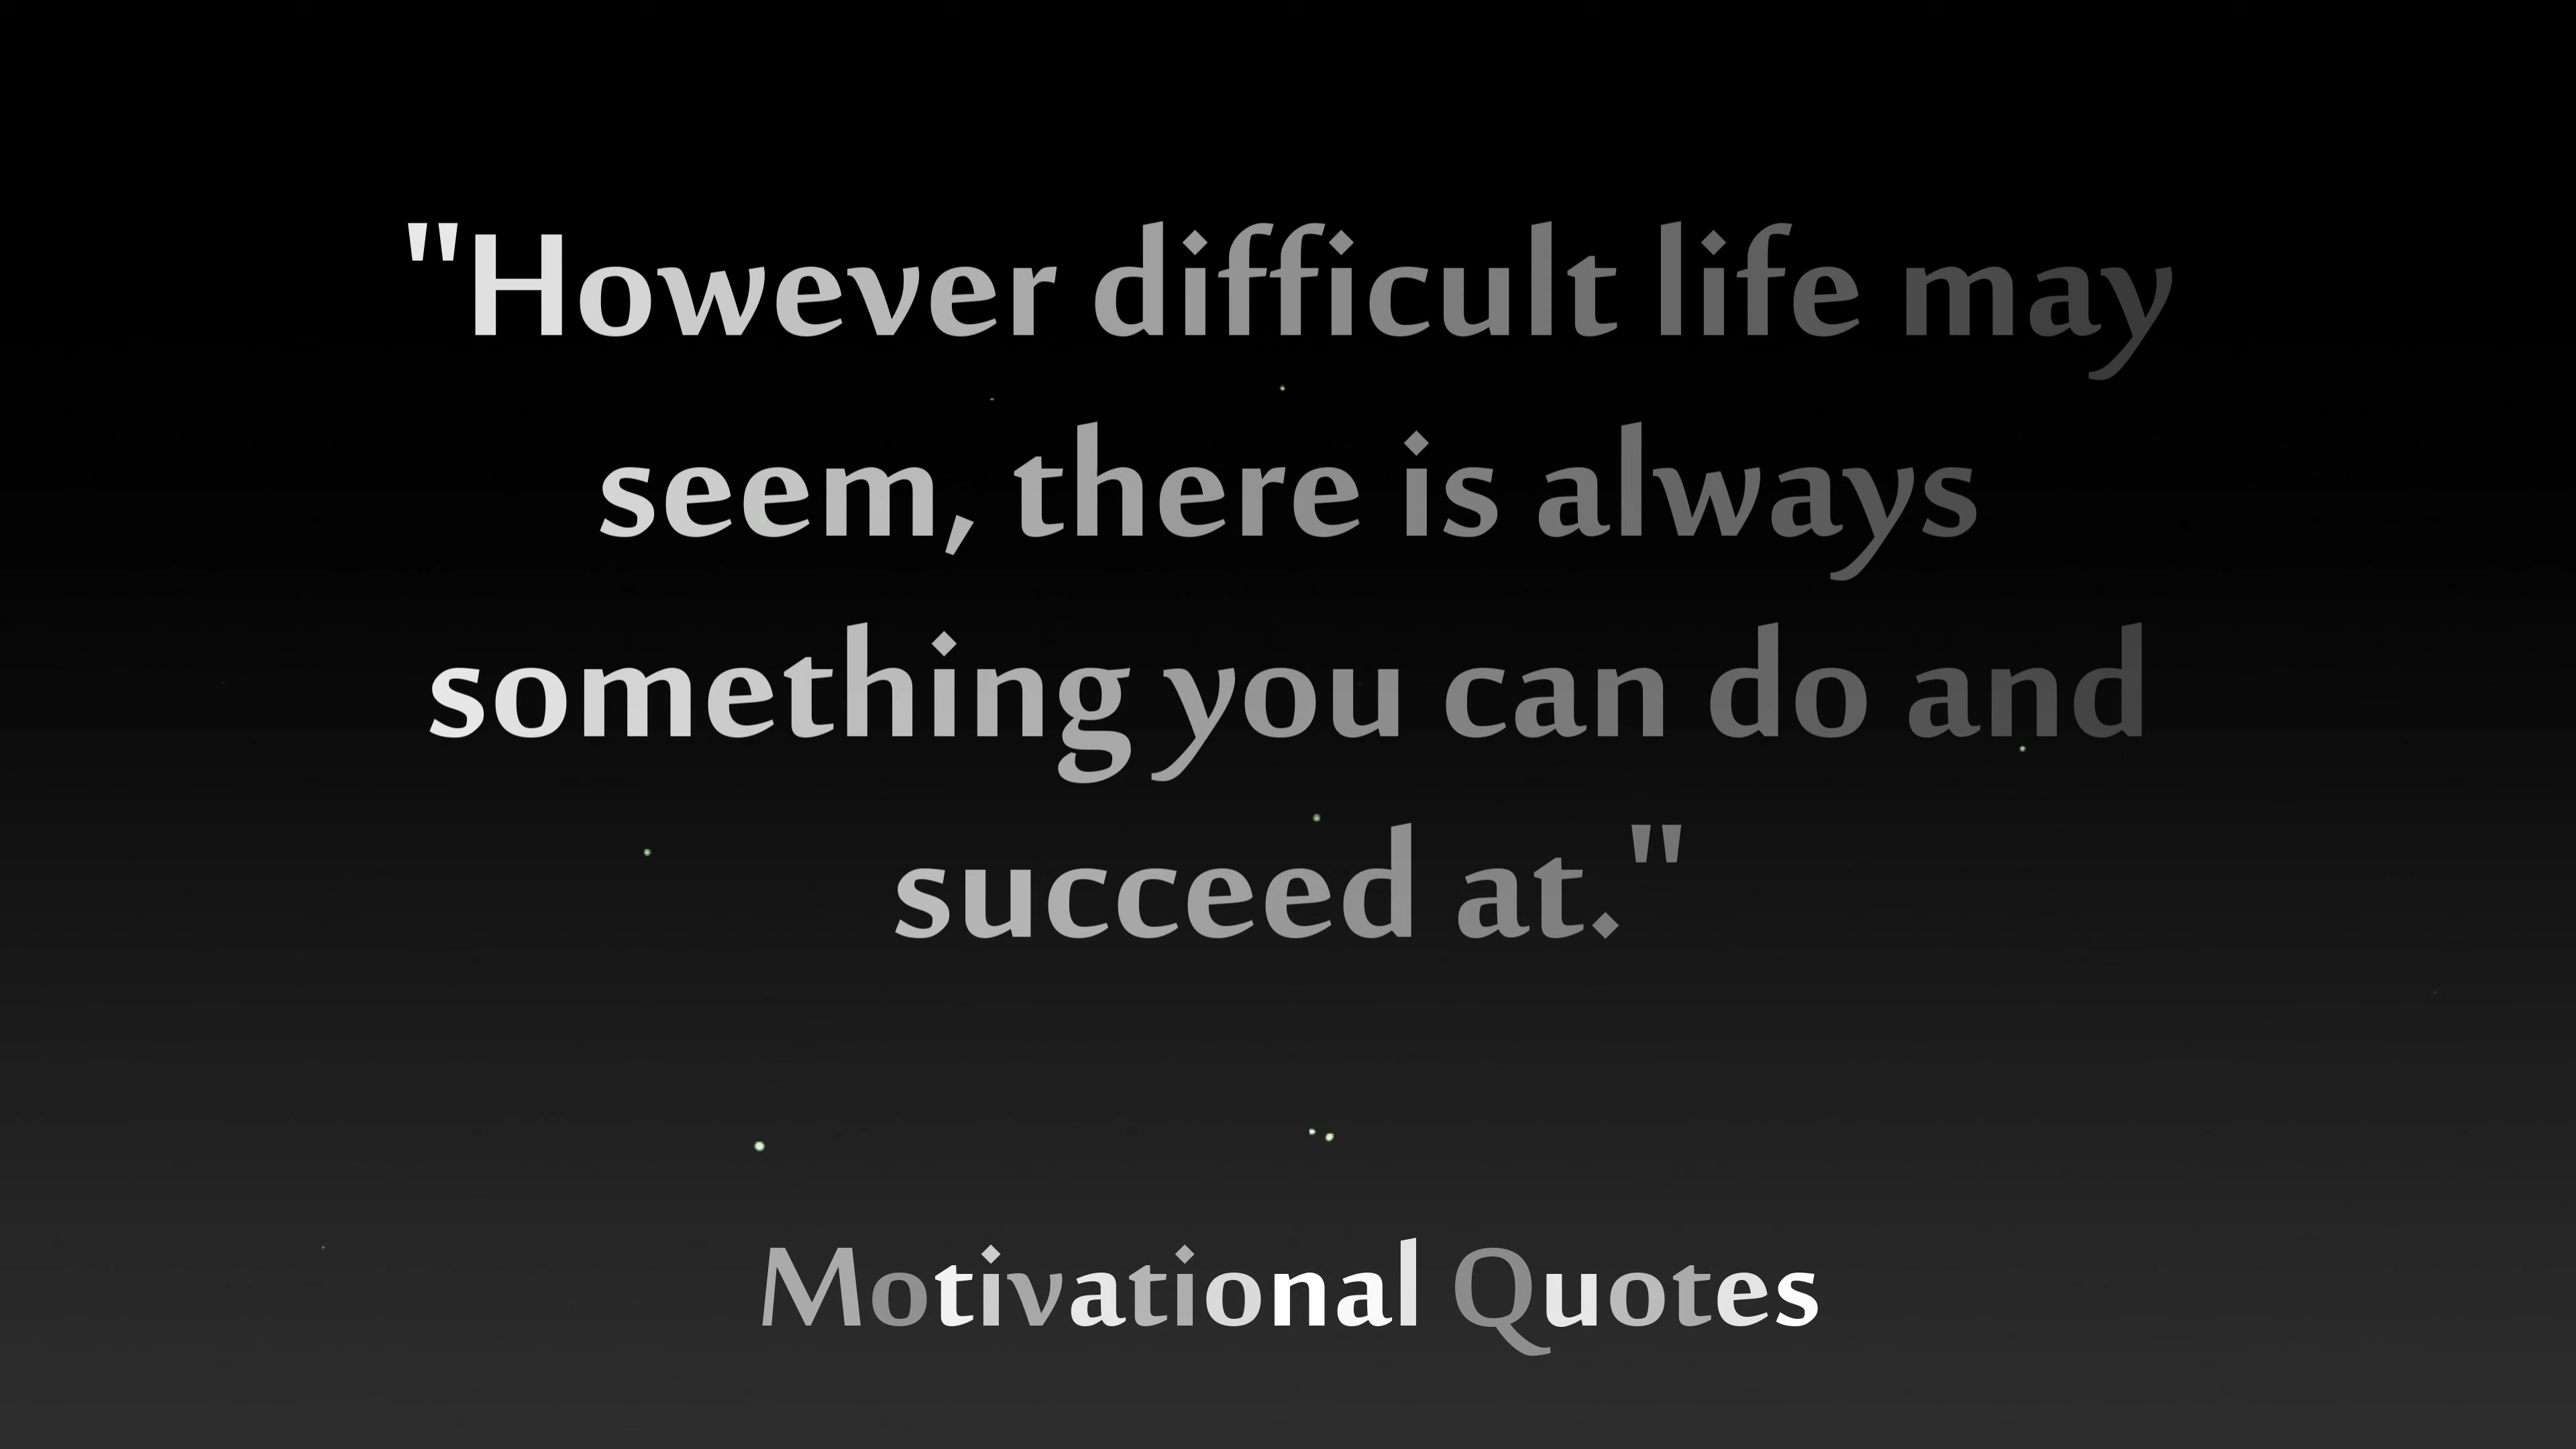 "However difficult life may
seem, there is always
something you can do and
succeed at."
Motivational Quotes